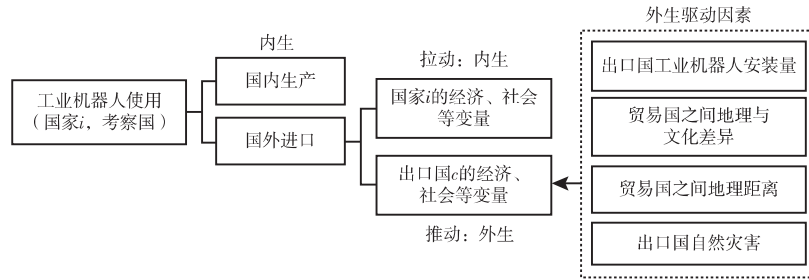 外生驱动因素
内生
拉动：内生
工业机器人使用
（国家i，考察国）
国内生产
国外进口
国家i的经济、社会
等变量
出口国c的经济、
社会等变量
推动：外生
出口国工业机器人安装量
贸易国之间地理与
文化差异
贸易国之间地理距离
出口国自然灾害